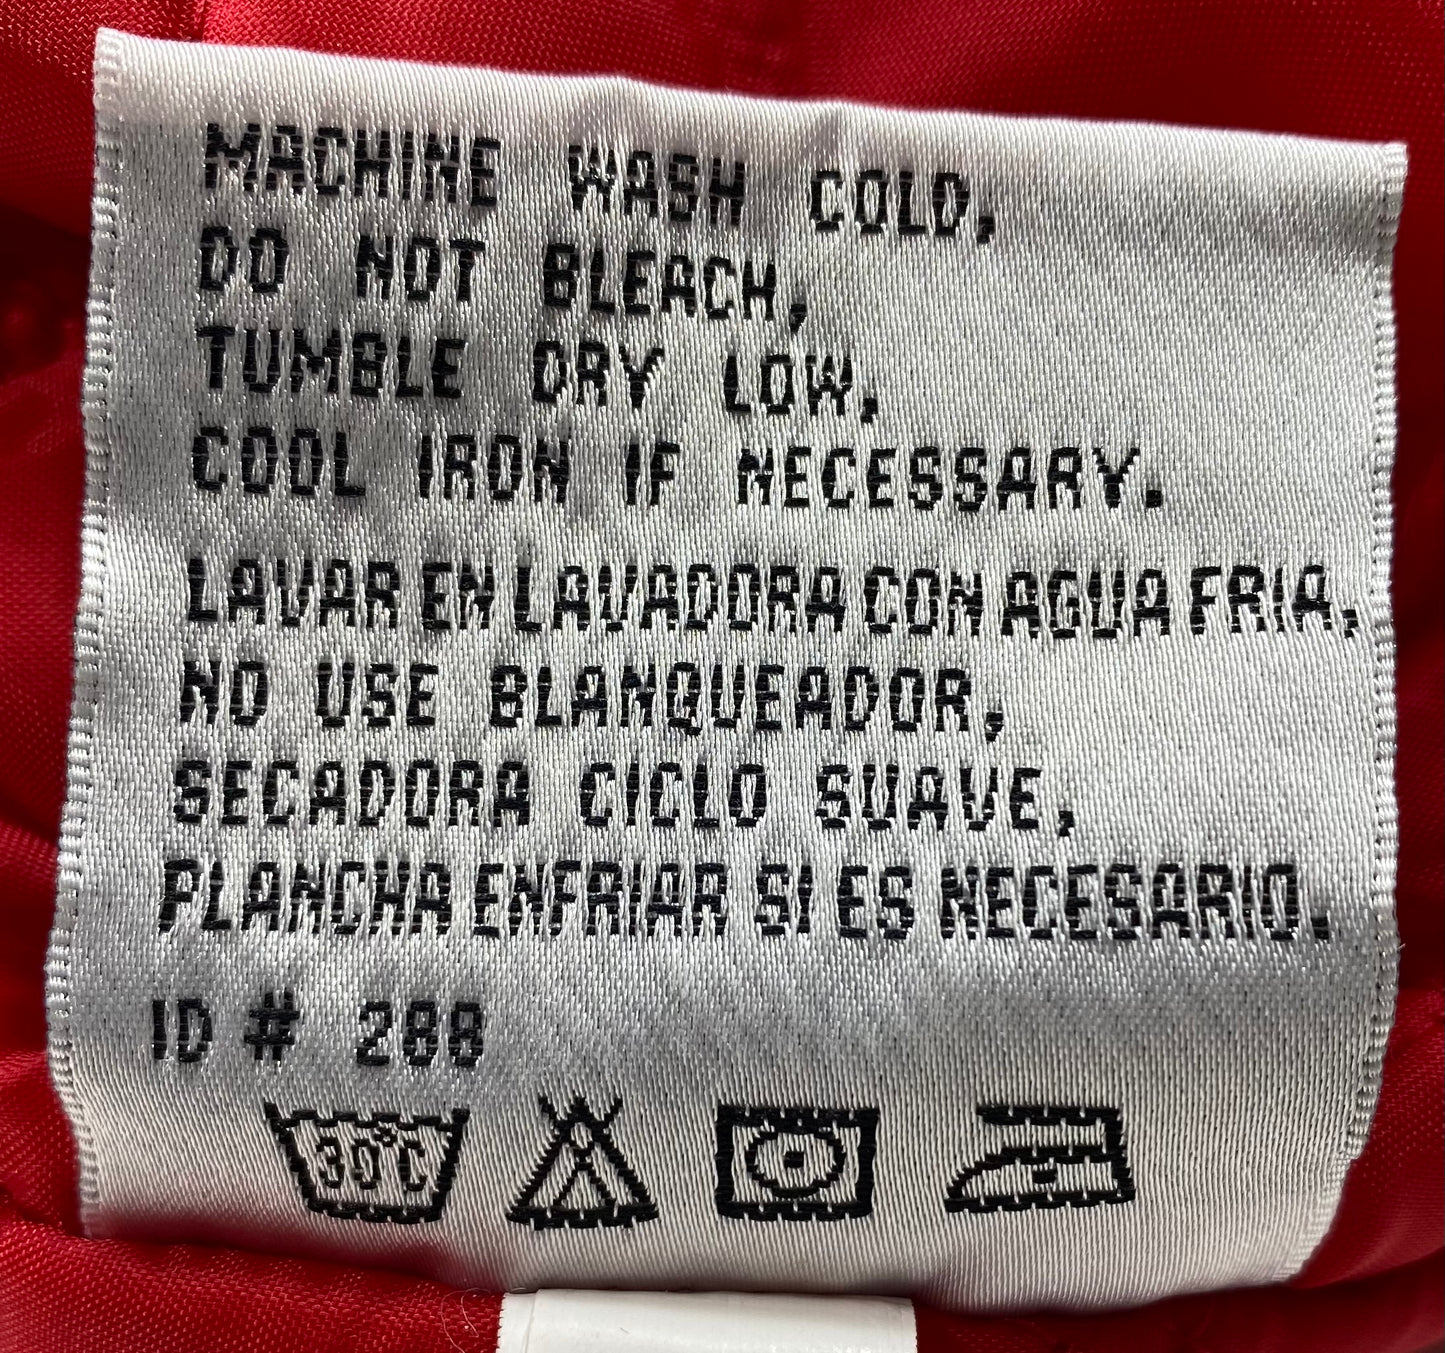 MACHINE WASH COLD,
DO NOT BLEACH,
TUMBLE DRY LOW,
COOL IRON IF NECESSARY.
LAVAR EN LAVADORA CON AGUA FRIA,
NO USE BLANQUEADOR,
SECADORA CICLO SUAVE,
PLANCHA ENFRIAR SI ES NECESARIO.
ID # 288
30°C